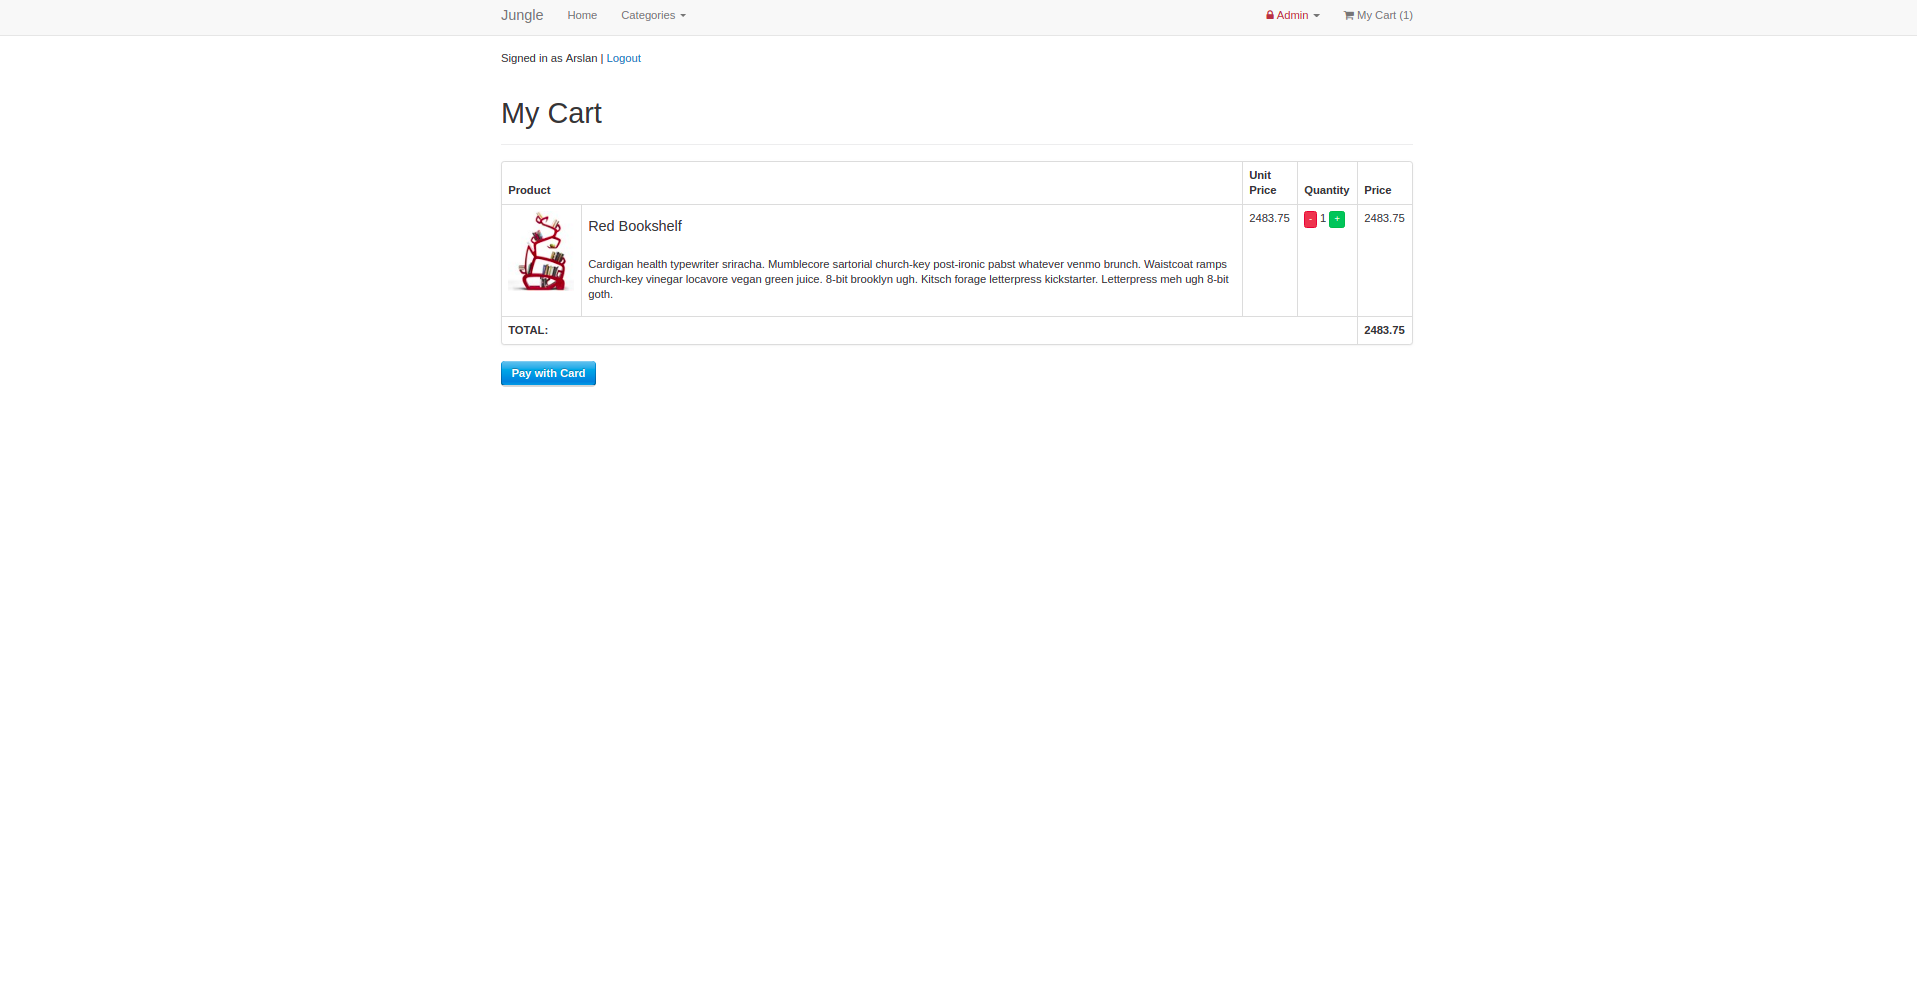 Jungle Home Categories Admin My Cart (1)
Signed in as Arslan | Logout
My Cart
Product Unit Price Quantity Price
Red Bookshelf 2483.75 - 1 + 2483.75
Cardigan health typewriter sriracha. Mumblecore sartorial church-key post-ironic pabst whatever venmo brunch. Waistcoat ramps
church-key vinegar locavore vegan green juice. 8-bit brooklyn ugh. Kitsch forage letterpress kickstarter. Letterpress meh ugh 8-bit
goth.
TOTAL: 2483.75
Pay with Card